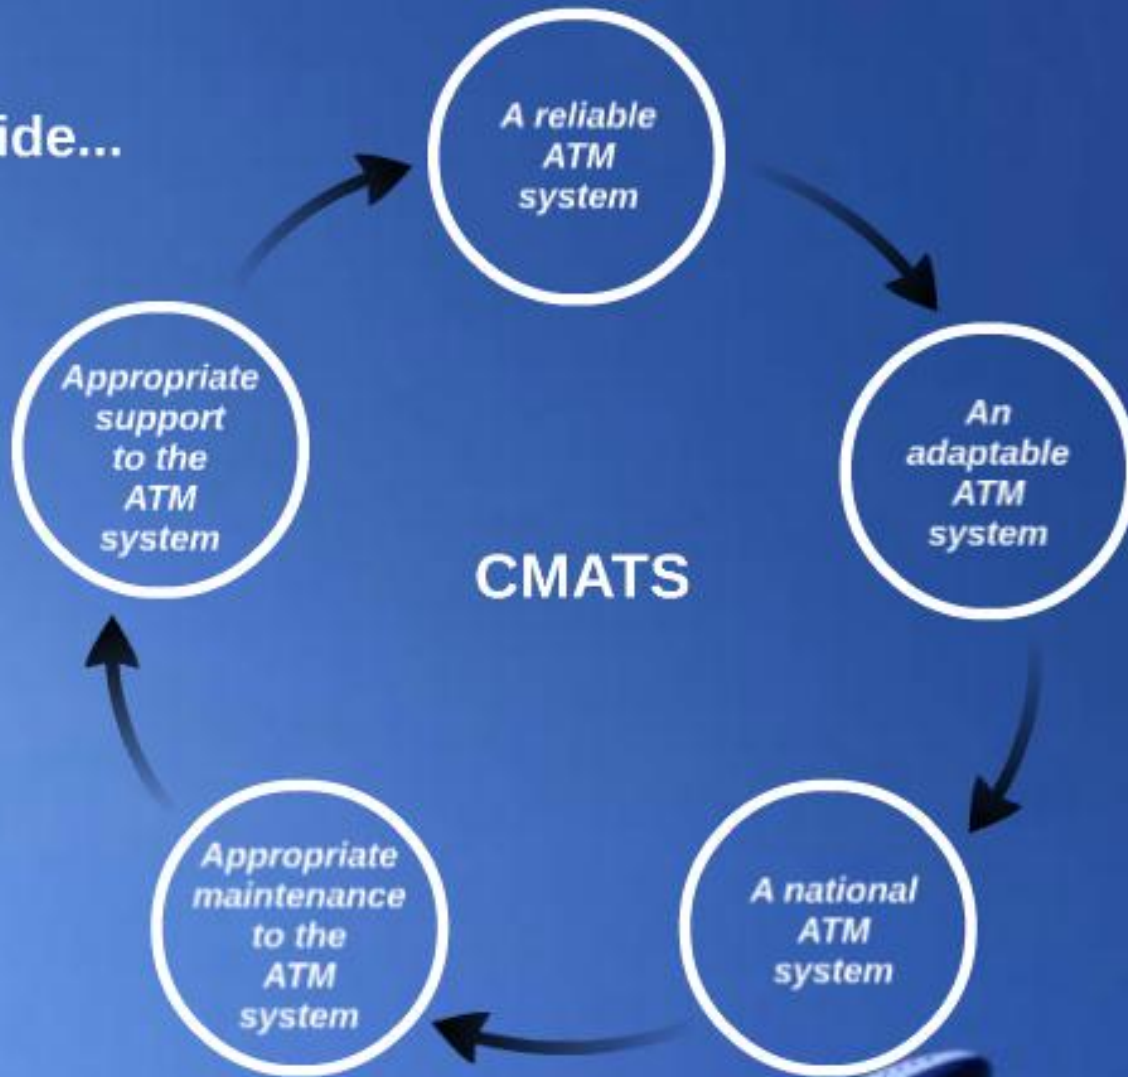 ide...
A reliable
ATM
system
An
adaptable
ATM
system
A national
ATM
system
Appropriate
maintenance
to the
ATM
system
Appropriate
support
to the
ATM
system
CMATS